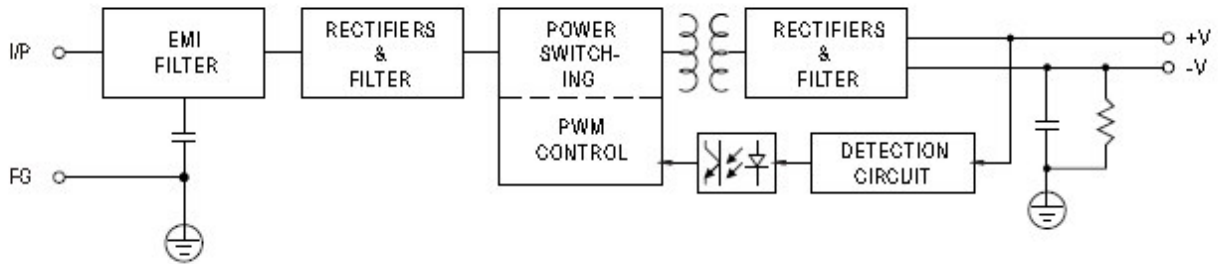 I/P
EMI
FILTER
RECTIFIERS
&
FILTER
POWER
SWITCH-
ING
PWM
CONTROL
RECTIFIERS
&
FILTER
+V
-V
DETECTION
CIRCUIT
FG